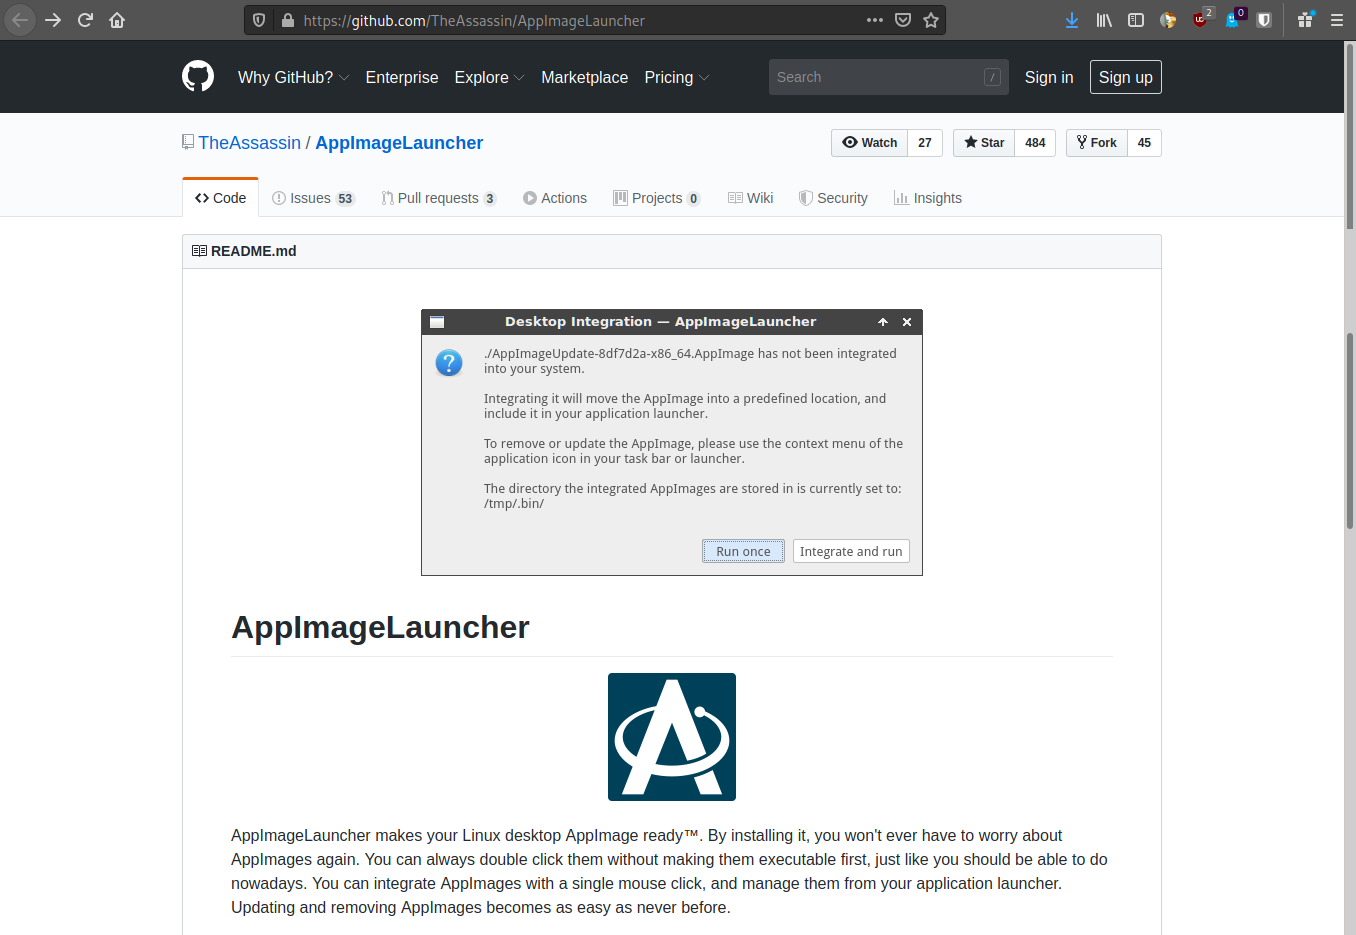 https://github.com/TheAssassin/AppImageLauncher
2
0
Why GitHub? Enterprise Explore Marketplace Pricing Search / Sign in Sign up
TheAssassin / AppImageLauncher Watch 27 Star 484 Fork 45
Code Issues 53 Pull requests 3 Actions Projects 0 Wiki Security Insights
README.md
Desktop Integration — AppImageLauncher
./AppImageUpdate-8df7d2a-x86_64.AppImage has not been integrated
into your system.
Integrating it will move the AppImage into a predefined location, and
include it in your application launcher.
To remove or update the AppImage, please use the context menu of the
application icon in your task bar or launcher.
The directory the integrated AppImages are stored in is currently set to:
/tmp/.bin/
Run once Integrate and run
AppImageLauncher
AppImageLauncher makes your Linux desktop AppImage ready™. By installing it, you won't ever have to worry about
AppImages again. You can always double click them without making them executable first, just like you should be able to do
nowadays. You can integrate AppImages with a single mouse click, and manage them from your application launcher.
Updating and removing AppImages becomes as easy as never before.